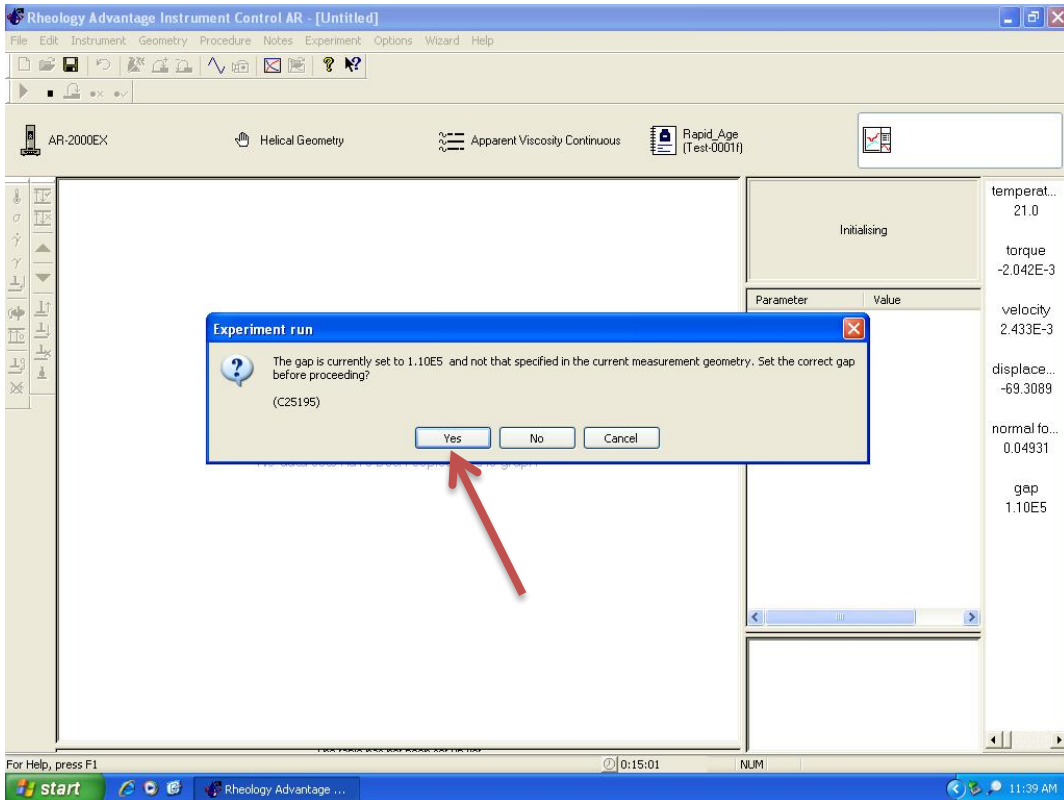 Rheology Advantage Instrument Control AR - [Untitled]
File Edit Instrument Geometry Procedure Notes Experiment Options Wizard Help
AR-2000EX
Helical Geometry
Apparent Viscosity Continuous
Rapid_Age
(Test-0001f)
Initialising
Parameter Value
temperat...
21.0
torque
-2.042E-3
velocity
2.433E-3
displace...
-69.3089
normal fo...
0.04931
gap
1.10E5
Experiment run
The gap is currently set to 1.10E5 and not that specified in the current measurement geometry. Set the correct gap
before proceeding?
(C25195)
Yes No Cancel
For Help, press F1
0:15:01
NUM
start
Rheology Advantage ...
11:39 AM